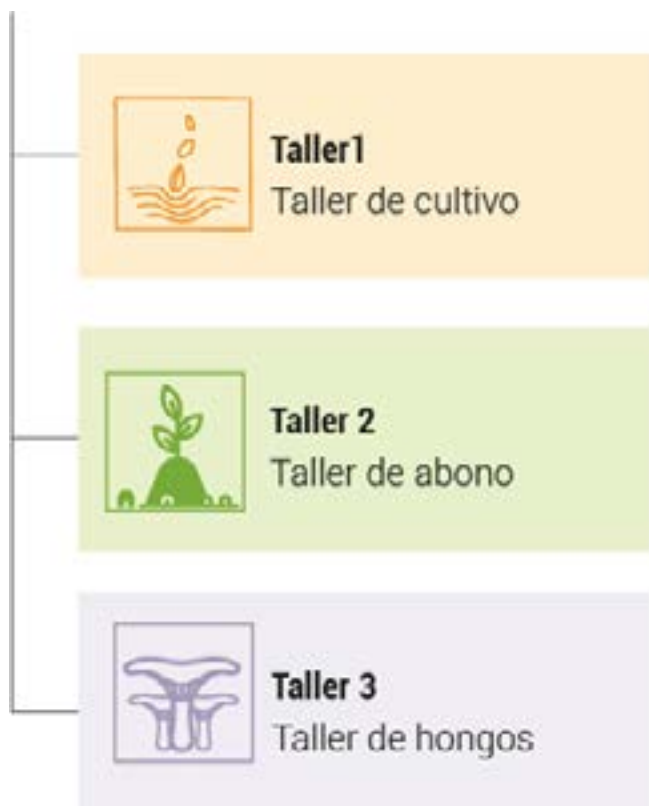 Taller1
Taller de cultivo
Taller 2
Taller de abono
Taller 3
Taller de hongos